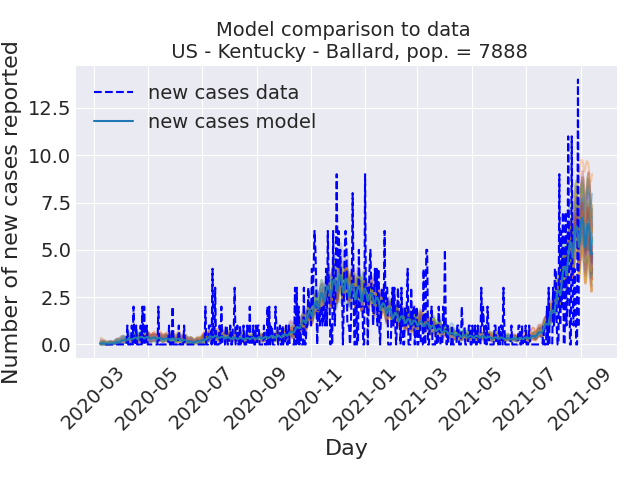 Model comparison to data
US - Kentucky - Ballard, pop. = 7888
Number of new cases reported
12.5
10.0
7.5
5.0
2.5
0.0
new cases data
new cases model
2020-03
2020-05
2020-07
2020-09
2020-11
2021-01
2021-03
2021-05
2021-07
2021-09
Day